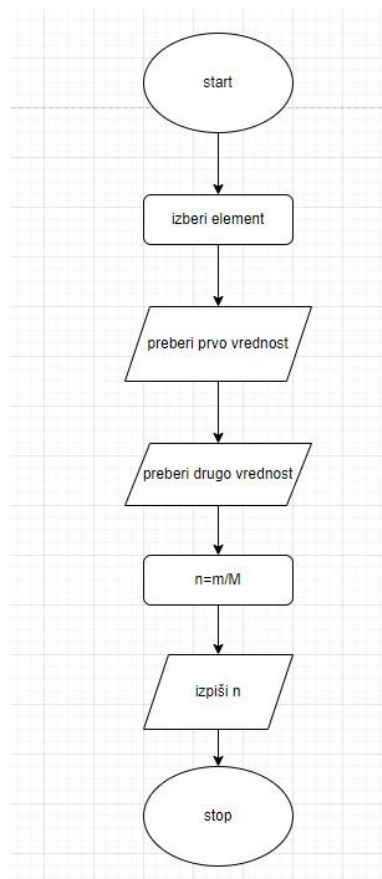 start
izberi element
preberi prvo vrednost
preberi drugo vrednost
n=m/M
izpiši n
stop